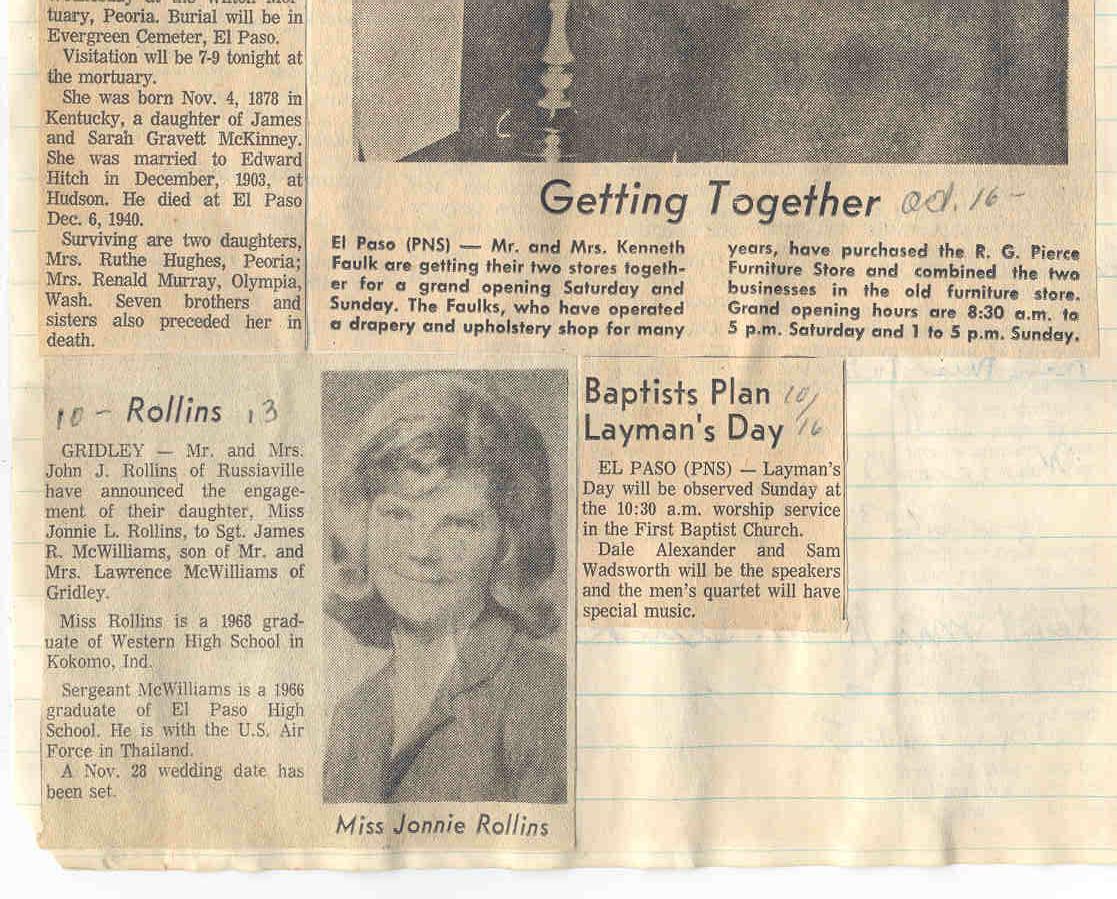 tuary, Peoria. Burial will be in
Evergreen Cemeter, El Paso.
Visitation wll be 7-9 tonight at
the mortuary.
She was born Nov. 4, 1878 in
Kentucky, a daughter of James
and Sarah Gravett McKinney.
She was married to Edward
Hitch in December, 1903, at
Hudson. He died at El Paso
Dec. 6, 1940.
Surviving are two daughters,
Mrs. Ruthe Hughes, Peoria;
Mrs. Renald Murray, Olympia,
Wash. Seven brothers and
sisters also preceded her in
death.
Getting Together Oct. 16 -
El Paso (PNS) — Mr. and Mrs. Kenneth
Faulk are getting their two stores togeth-
er for a grand opening Saturday and
Sunday. The Faulks, who have operated
a drapery and upholstery shop for many
years, have purchased the R. G. Pierce
Furniture Store and combined the two
businesses in the old furniture store.
Grand opening hours are 8:30 a.m. to
5 p.m. Saturday and 1 to 5 p.m. Sunday.
10 - Rollins 13
GRIDLEY — Mr. and Mrs.
John J. Rollins of Russiaville
have announced the engage-
ment of their daughter, Miss
Jonnie L. Rollins, to Sgt. James
R. McWilliams, son of Mr. and
Mrs. Lawrence McWilliams of
Gridley.
Miss Rollins is a 1968 grad-
uate of Western High School in
Kokomo, Ind.
Sergeant McWilliams is a 1966
graduate of El Paso High
School. He is with the U.S. Air
Force in Thailand.
A Nov. 28 wedding date has
been set.
Miss Jonnie Rollins
Baptists Plan 10/
Layman's Day 16
EL PASO (PNS) — Layman's
Day will be observed Sunday at
the 10:30 a.m. worship service
in the First Baptist Church.
Dale Alexander and Sam
Wadsworth will be the speakers
and the men's quartet will have
special music.